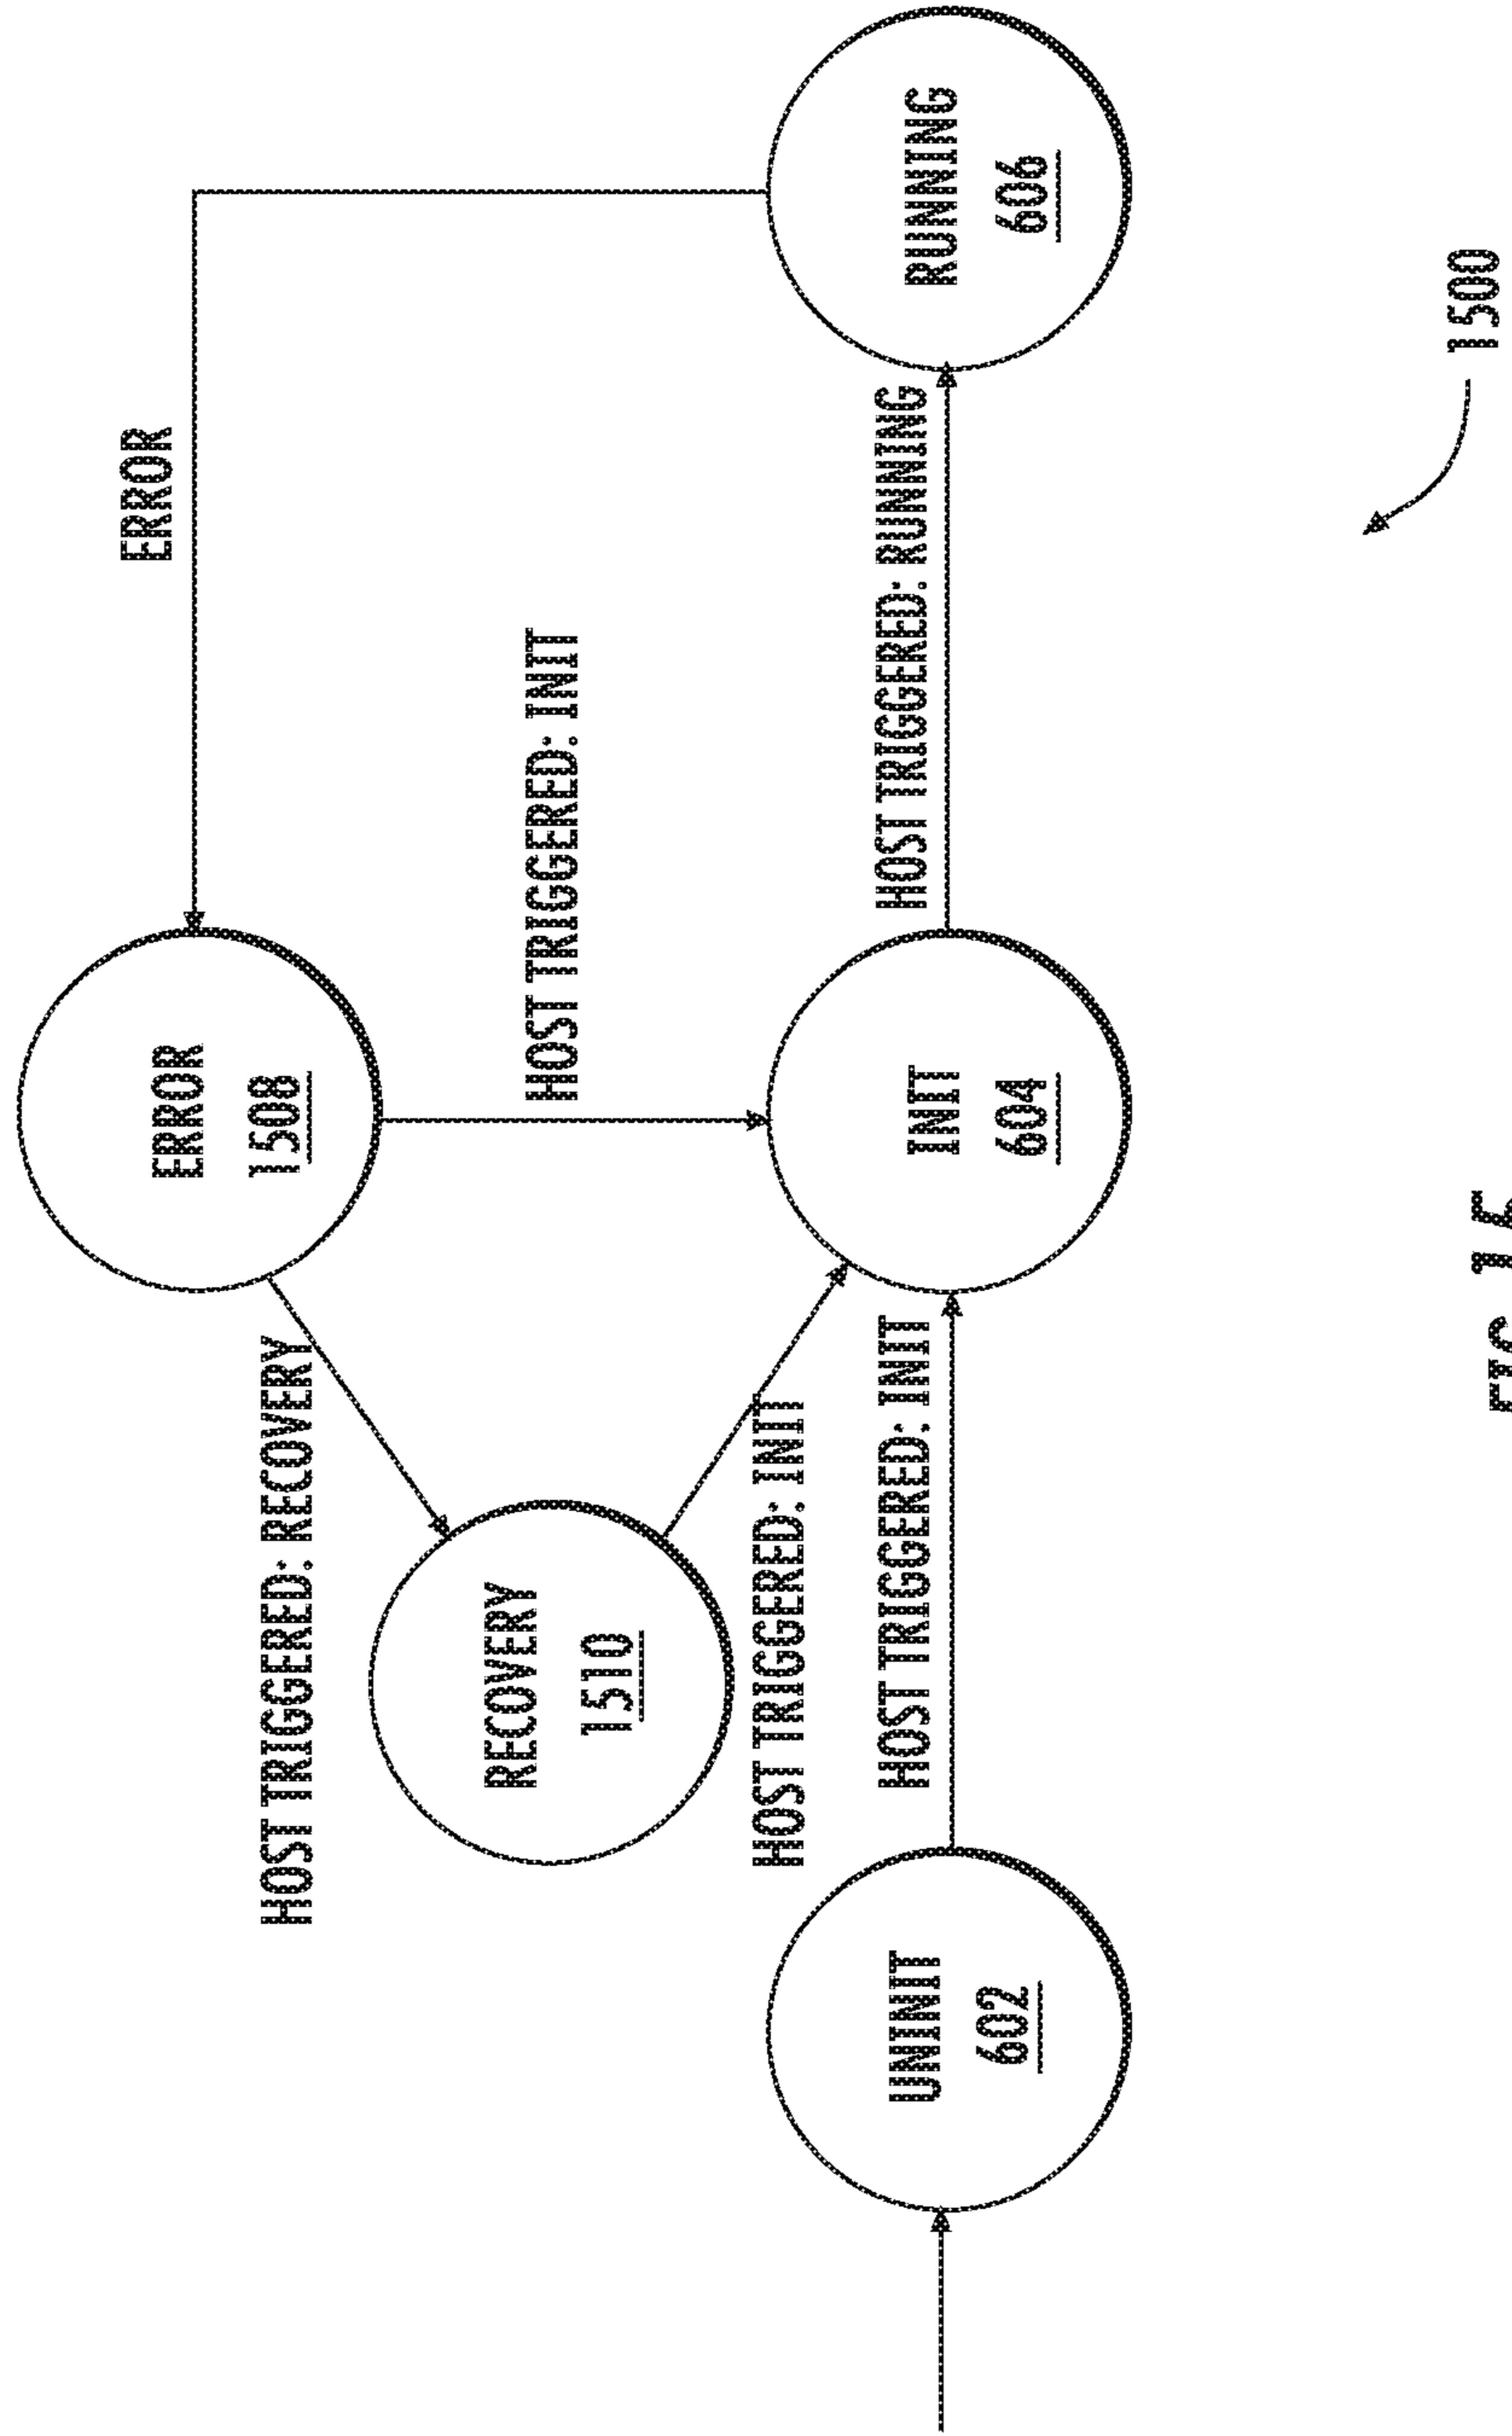 ERROR
ERROR
1508
HOST TRIGGERED: RECOVERY
RECOVERY
1510
HOST TRIGGERED: INIT
HOST TRIGGERED: INIT
HOST TRIGGERED: INIT
HOST TRIGGERED: RUNNING
UNINIT
602
INIT
604
RUNNING
606
1500
FIG. 15